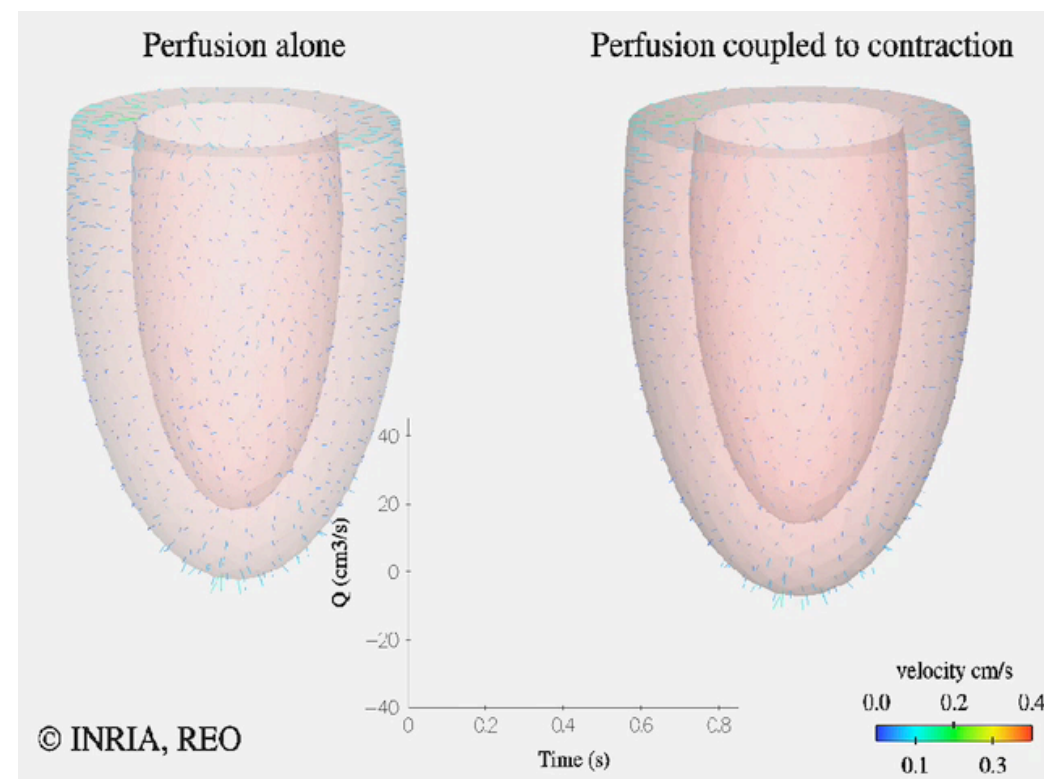 Perfusion alone
Perfusion coupled to contraction
40
20
0
−20
−40
Q (cm3/s)
0 0.2 0.4 0.6 0.8
Time (s)
velocity cm/s
0.0 0.2 0.4
0.1 0.3
© INRIA, REO